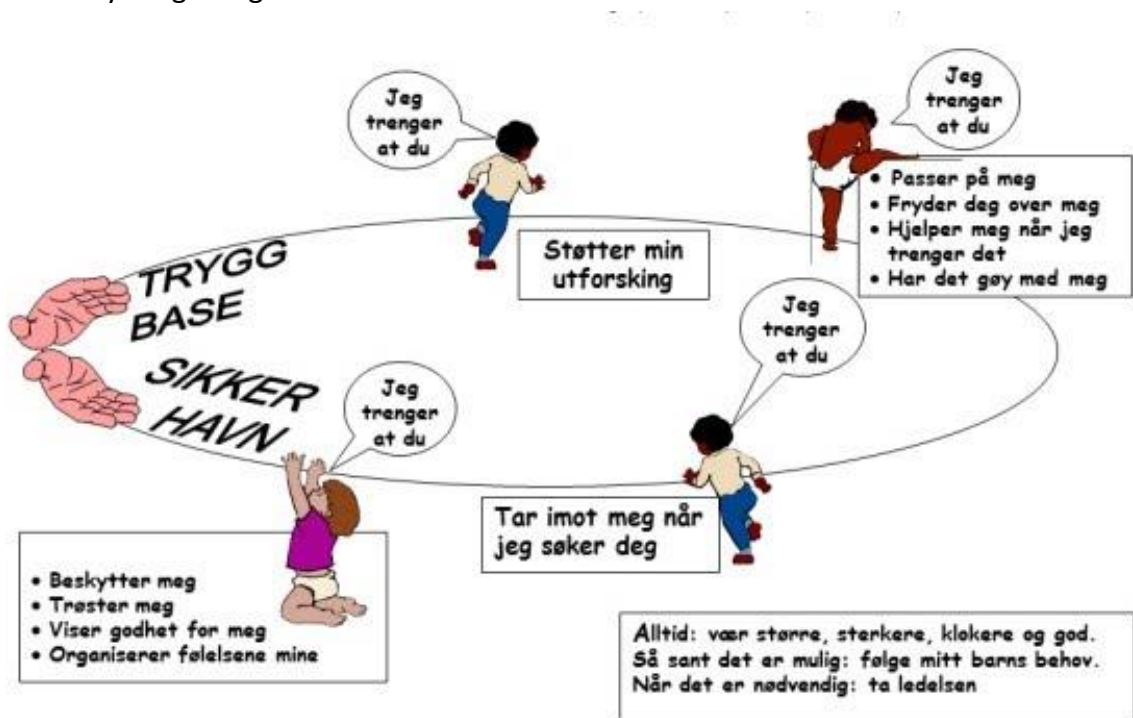 Jeg
trenger
at du
Jeg
trenger
at du
• Passer på meg
• Fryder deg over meg
• Hjelper meg når jeg
trenger det
• Har det gøy med meg
Støtter min
utforsking
TRYGG
BASE
SIKKER
HAVN
Jeg
trenger
at du
Jeg
trenger
at du
Tar imot meg når
jeg søker deg
• Beskytter meg
• Trøster meg
• Viser godhet for meg
• Organiserer følelsene mine
Alltid: vær større, sterkere, klokere og god.
Så sant det er mulig: følge mitt barns behov.
Når det er nødvendig: ta ledelsen